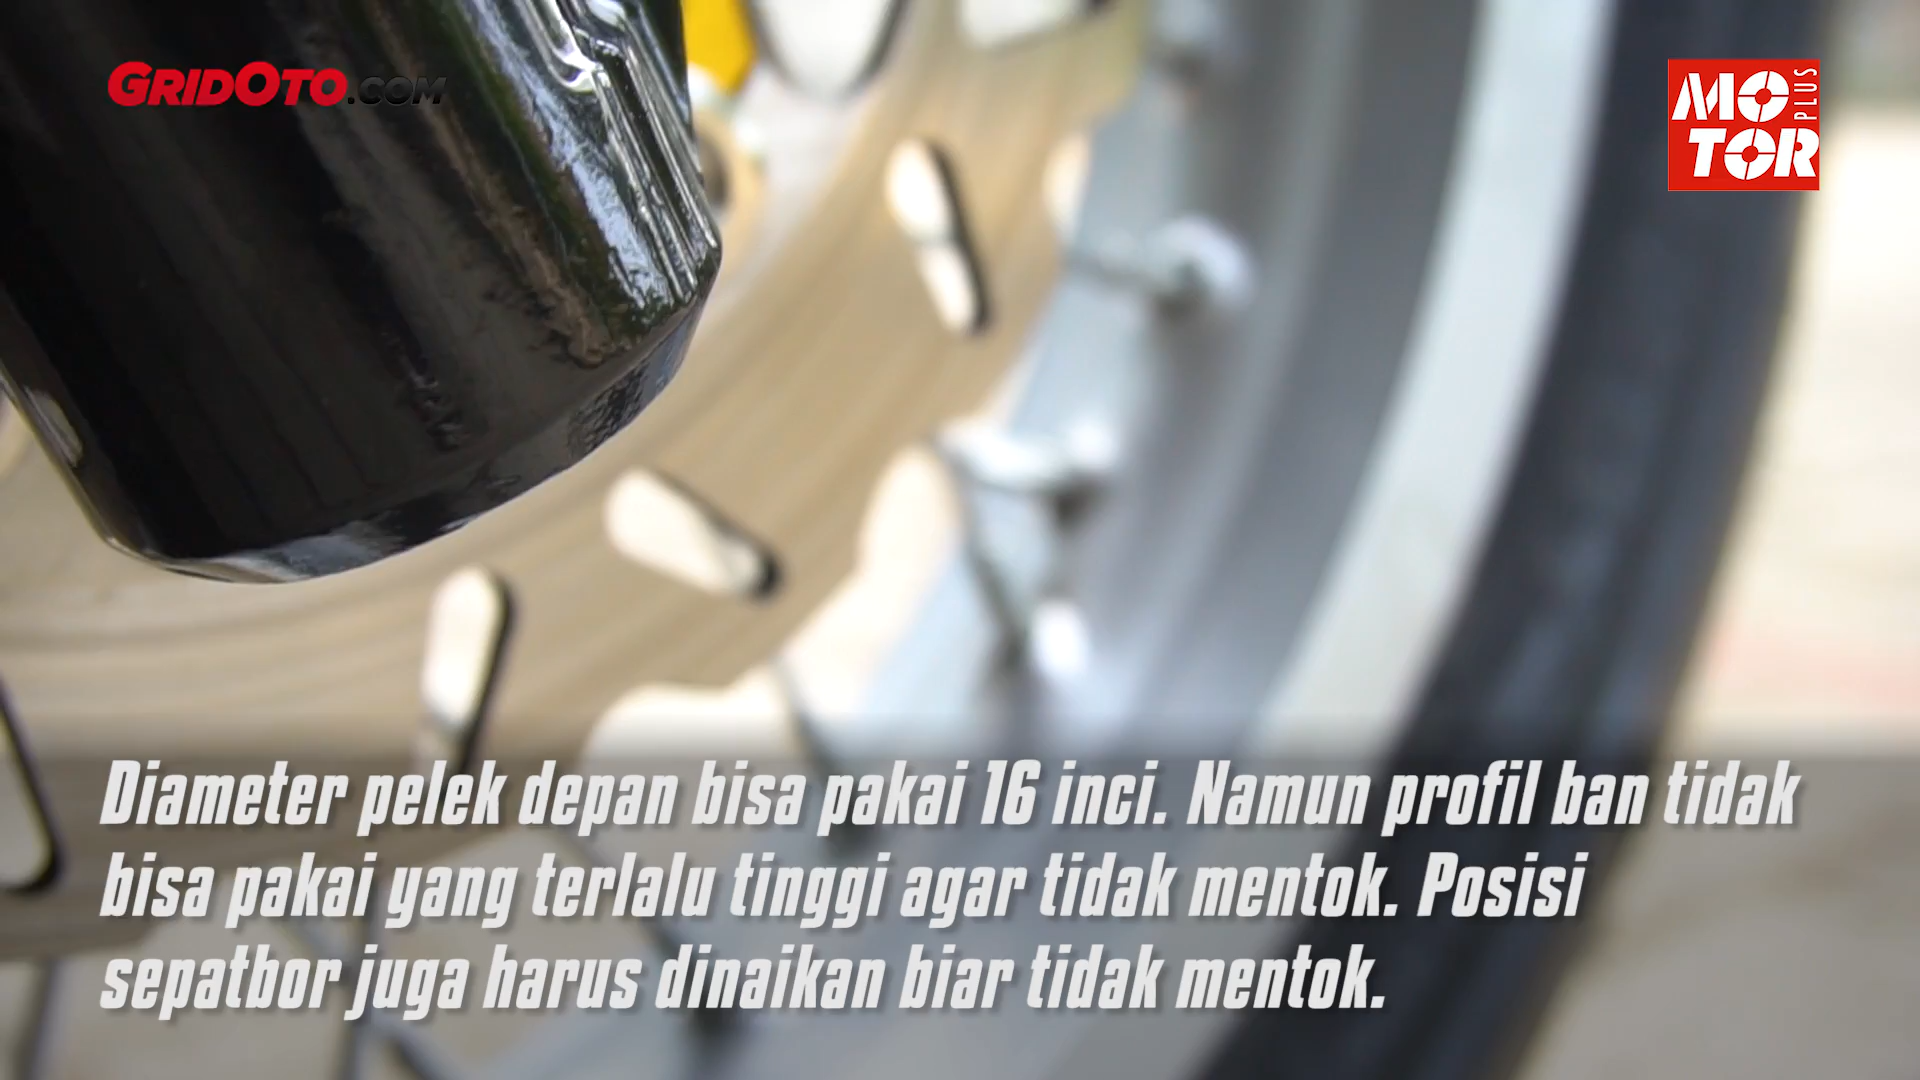 GRIDOTO.COM
MO
TOR
PLUS
Diameter pelek depan bisa pakai 16 inci. Namun profil ban tidak
bisa pakai yang terlalu tinggi agar tidak mentok. Posisi
sepatbor juga harus dinaikan biar tidak mentok.